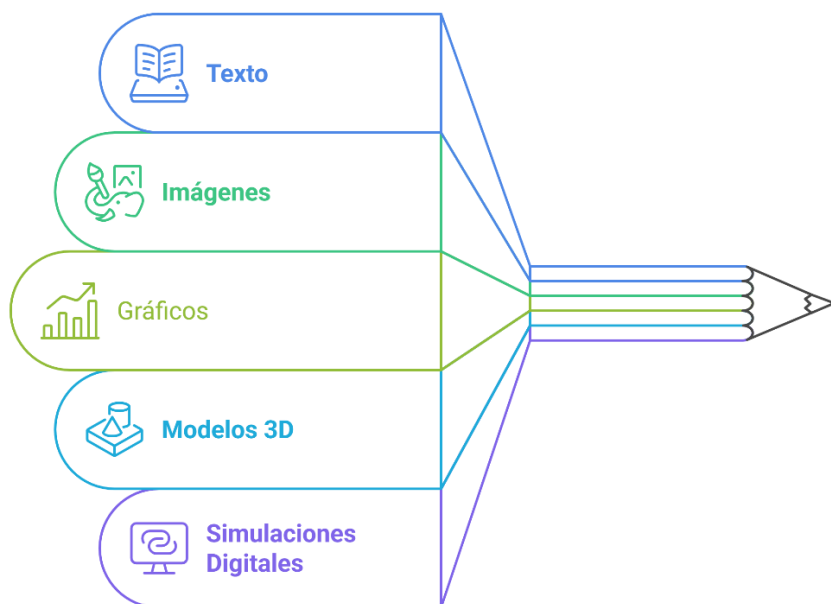 Texto
Imágenes
Gráficos
Modelos 3D
Simulaciones
Digitales